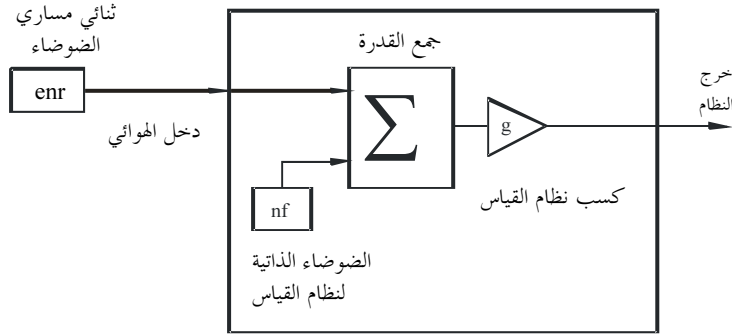 ثنائي مساري
الضوضاء
enr
دخل الهوائي
جمع القدرة
Σ
nf
الضوضاء الذاتية
لنظام القياس
g
كسب نظام القياس
خرج
النظام